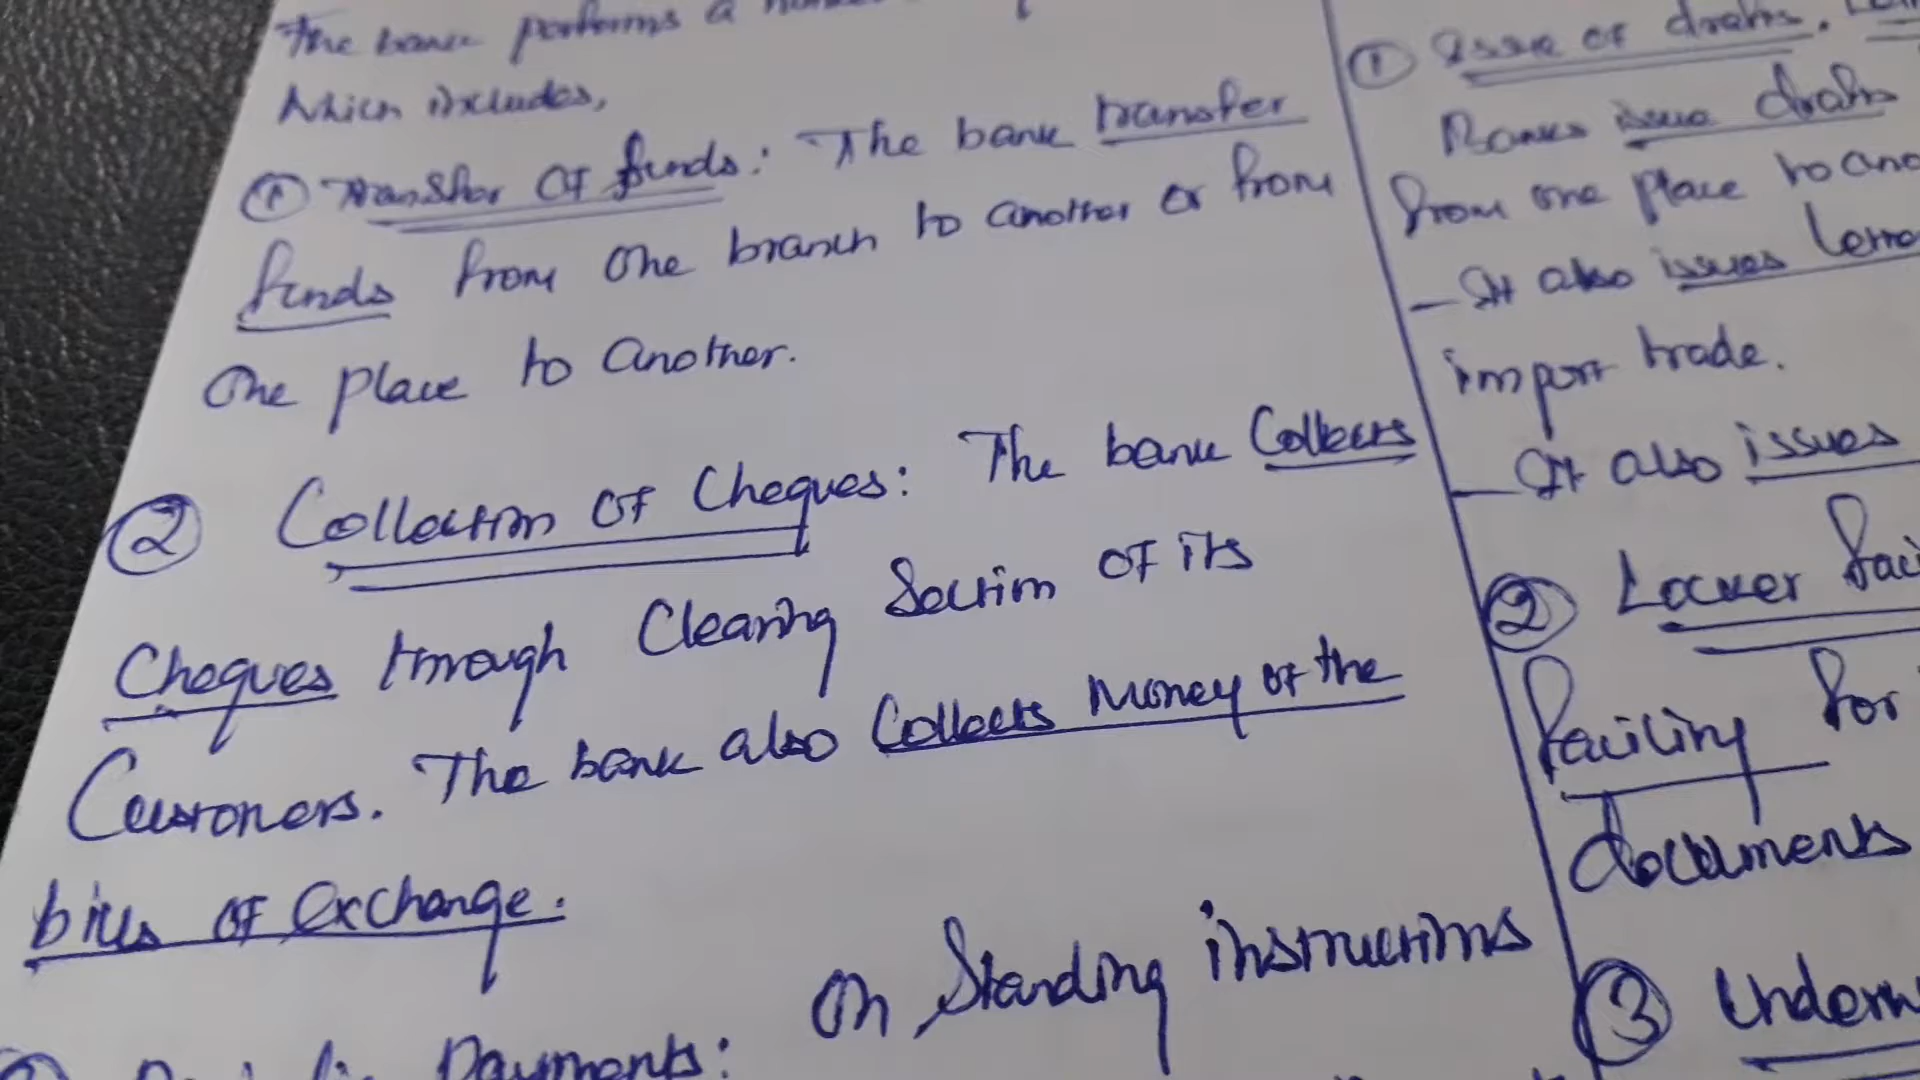 The bank performs a
Which includes,
① Transfer Of funds: The bank transfer
funds from one branch to another or from
One place to another.
② Collection Of Cheques: The bank Collects
Cheques through Clearing Section Of its
Customers. The bank also Collects Money Of the
bills Of exchange.
Payments: On Standing instructions
① Issue Of drafts.
Banks issue drafts
from one place to
- It also issues
import trade.
- It also issues
② Locker
facility for
documents
③